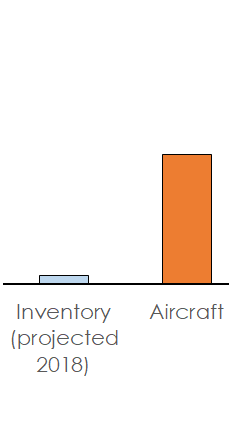 Inventory
(projected
2018)
Aircraft